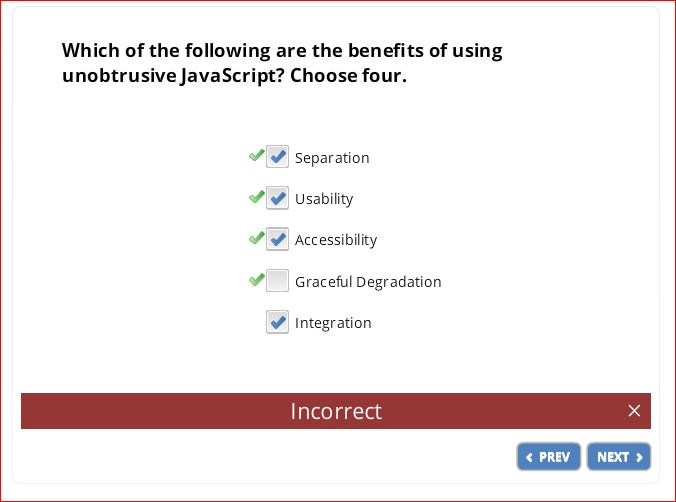 Which of the following are the benefits of using
unobtrusive JavaScript? Choose four.
Separation
Usability
Accessibility
Graceful Degradation
Integration
Incorrect
PREV
NEXT